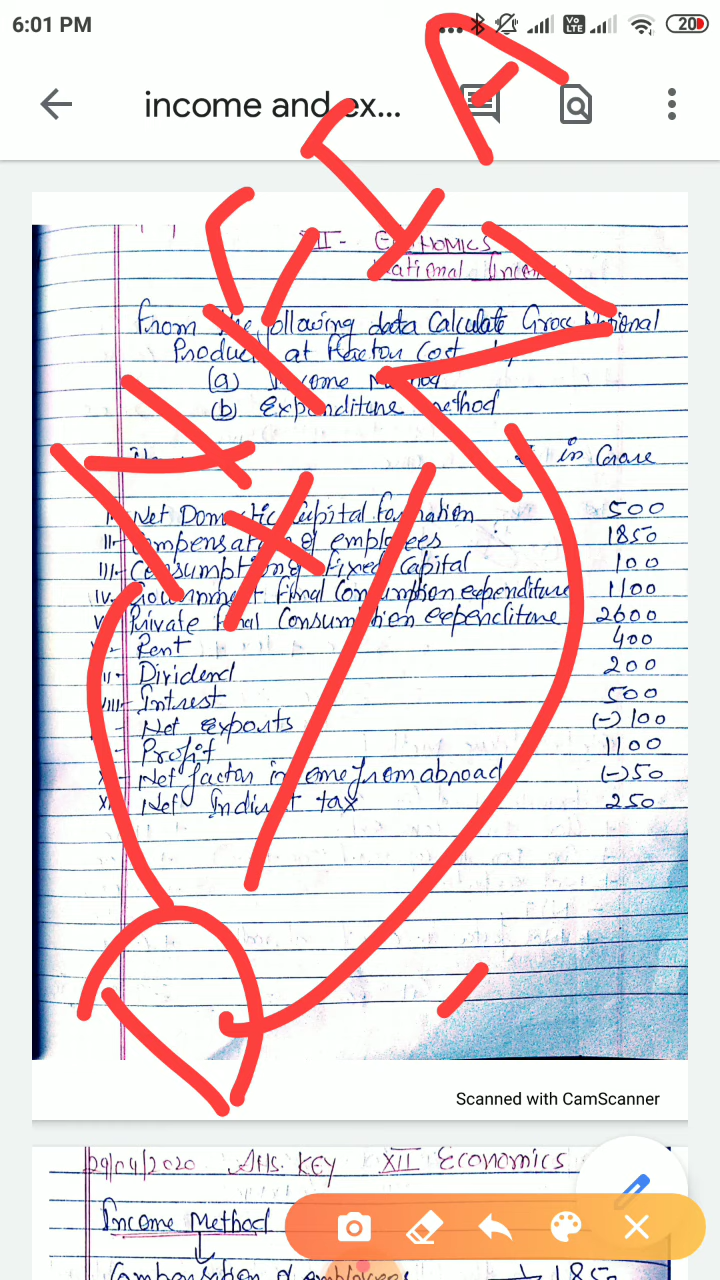 6:01 PM
Vo LTE
20
income and ex...
XII- ECONOMICS
National
From the following data Calculate Gross National
Product at Factor Cost by
(a) Income Method
(b) Expenditure Method
in Crore
Net Domestic Capital formation 500
II- Compensation of employees 1850
III- Consumption of Fixed Capital 100
IV- Government Final Consumption expenditure 1100
V Private Final Consumption expenditure 2600
Rent 400
Dividend 200
Intrest 500
Net Exports (-) 100
Profit 1100
Net factor income from abroad (-) 50
Net Indirect tax 250
Scanned with CamScanner
29/04/2020 ANS. KEY XII Economics
Income Method
Compensation of employees 1850